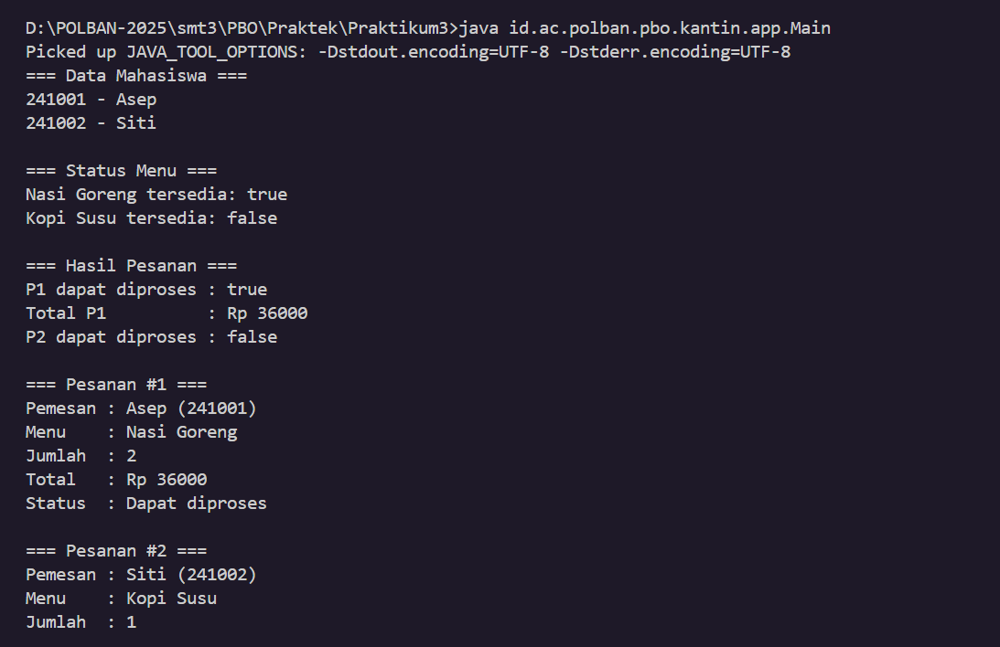 D:\POLBAN-2025\smt3\PBO\Praktek\Praktikum3>java id.ac.polban.pbo.kantin.app.Main
Picked up JAVA_TOOL_OPTIONS: -Dstdout.encoding=UTF-8 -Dstderr.encoding=UTF-8
=== Data Mahasiswa ===
241001 - Asep
241002 - Siti

=== Status Menu ===
Nasi Goreng tersedia: true
Kopi Susu tersedia: false

=== Hasil Pesanan ===
P1 dapat diproses : true
Total P1          : Rp 36000
P2 dapat diproses : false

=== Pesanan #1 ===
Pemesan : Asep (241001)
Menu    : Nasi Goreng
Jumlah  : 2
Total   : Rp 36000
Status  : Dapat diproses

=== Pesanan #2 ===
Pemesan : Siti (241002)
Menu    : Kopi Susu
Jumlah  : 1